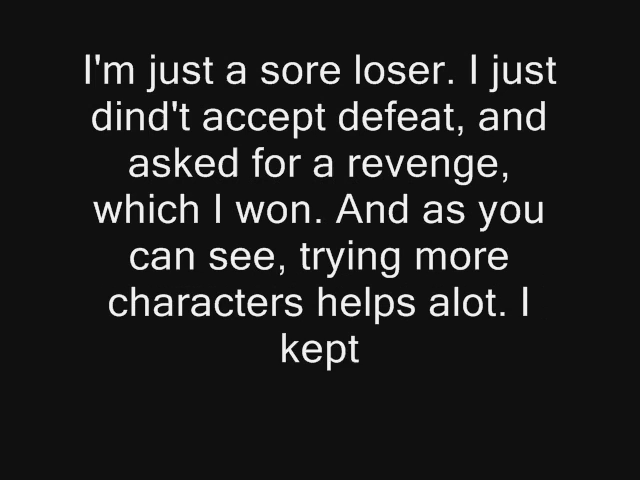 I'm just a sore loser. I just
dind't accept defeat, and
asked for a revenge,
which I won. And as you
can see, trying more
characters helps alot. I
kept